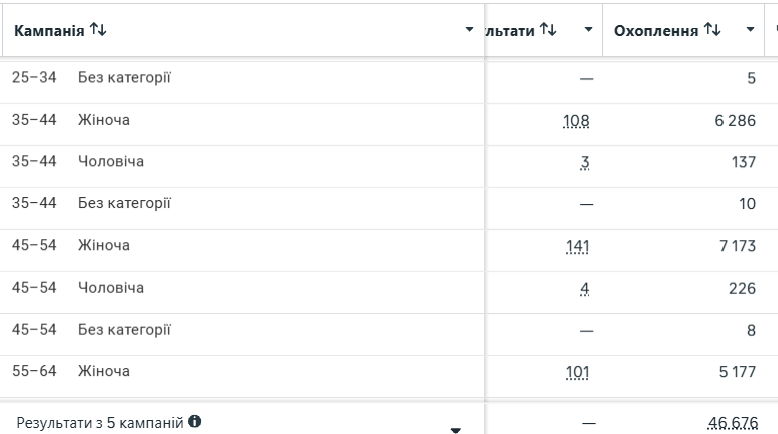 Кампанія льтати Охоплення
25–34 Без категорії — 5
35–44 Жіноча 108 6 286
35–44 Чоловіча 3 137
35–44 Без категорії — 10
45–54 Жіноча 141 7 173
45–54 Чоловіча 4 226
45–54 Без категорії — 8
55–64 Жіноча 101 5 177
Результати з 5 кампаній — 46 676